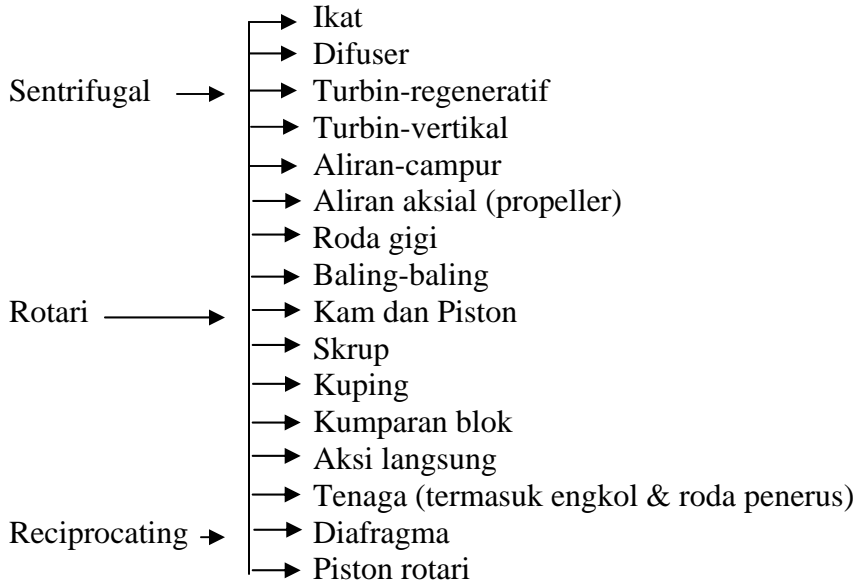 Ikat
Difuser
Sentrifugal
Turbin-regeneratif
Turbin-vertikal
Aliran-campur
Aliran aksial (propeller)
Roda gigi
Baling-baling
Rotari
Kam dan Piston
Skrup
Kuping
Kumparan blok
Aksi langsung
Tenaga (termasuk engkol & roda penerus)
Reciprocating
Diafragma
Piston rotari